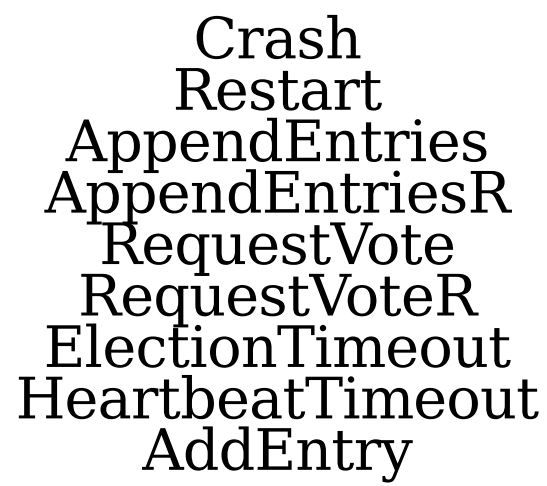 Crash
Restart
AppendEntries
AppendEntriesR
RequestVote
RequestVoteR
ElectionTimeout
HeartbeatTimeout
AddEntry